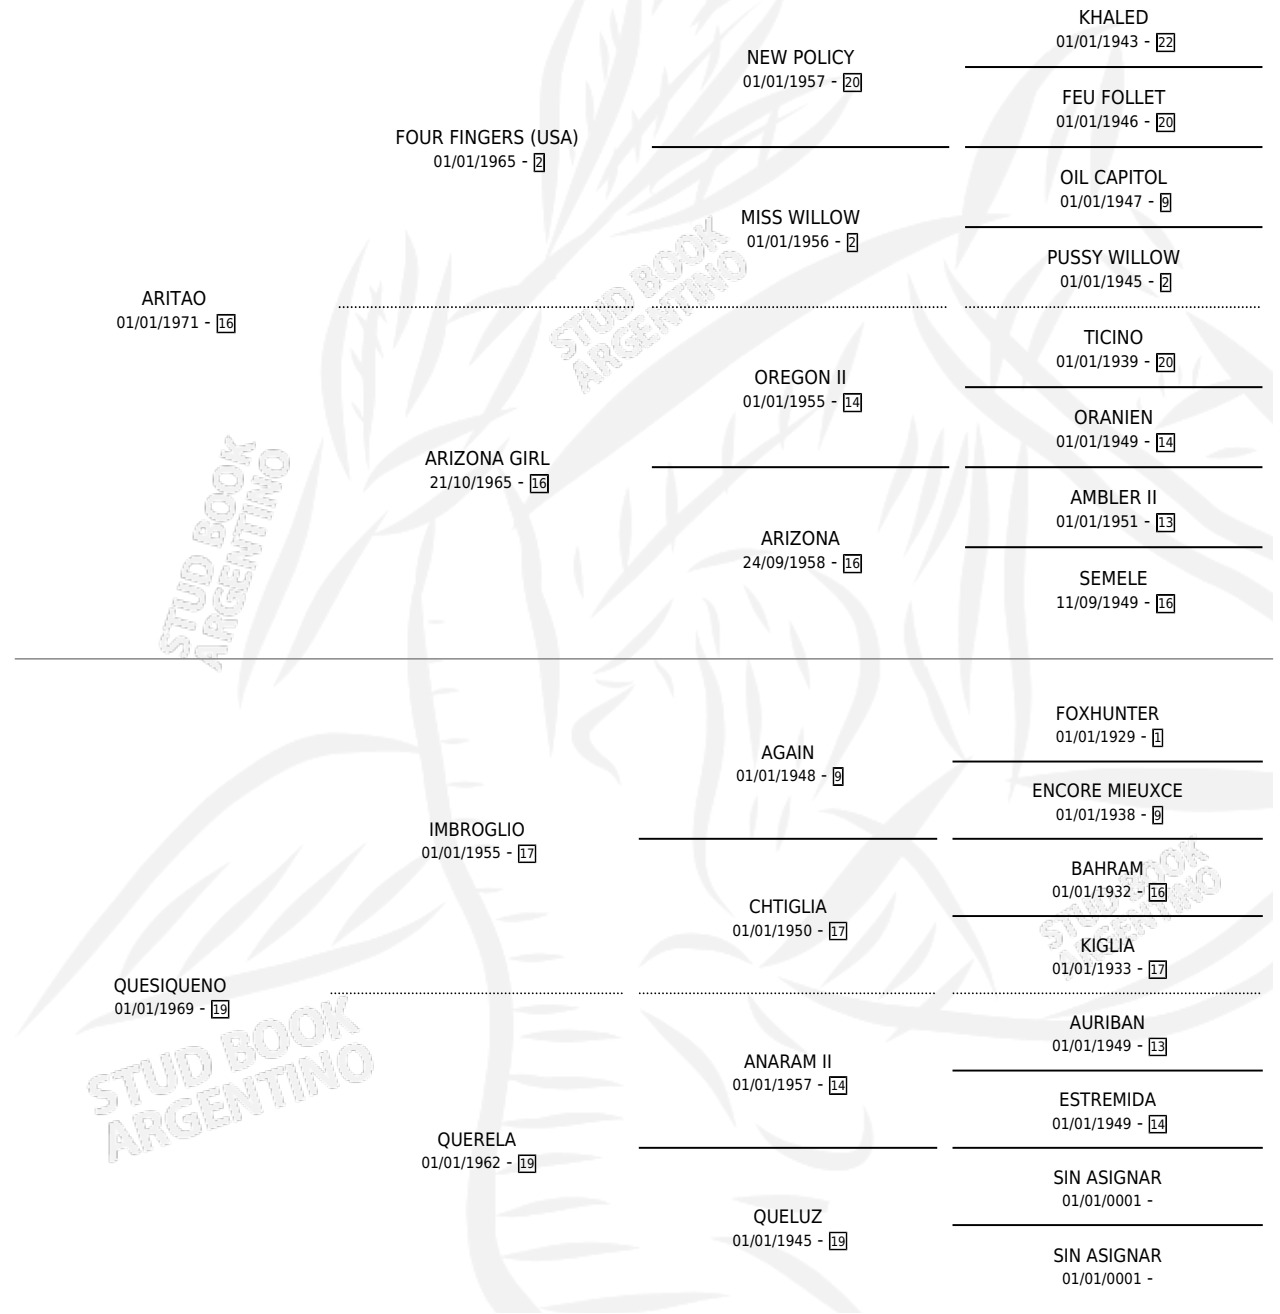 KHALED
01/01/1943 - 22
NEW POLICY
01/01/1957 - 20
FEU FOLLET
01/01/1946 - 20
FOUR FINGERS (USA)
01/01/1965 - 2
OIL CAPITOL
01/01/1947 - 9
MISS WILLOW
01/01/1956 - 2
PUSSY WILLOW
01/01/1945 - 2
STUD BOOK
ARGENTINO
ARITAO
01/01/1971 - 16
TICINO
01/01/1939 - 20
OREGON II
01/01/1955 - 14
ORANIEN
01/01/1949 - 14
ARIZONA GIRL
21/10/1965 - 16
AMBLER II
01/01/1951 - 13
ARIZONA
24/09/1958 - 16
SEMELE
11/09/1949 - 16
STUD BOOK
ARGENTINO
FOXHUNTER
01/01/1929 - 1
AGAIN
01/01/1948 - 9
ENCORE MIEUXCE
01/01/1938 - 9
IMBROGLIO
01/01/1955 - 17
BAHRAM
01/01/1932 - 16
CHTIGLIA
01/01/1950 - 17
STUD BOOK
ARGENTINO
KIGLIA
01/01/1933 - 17
QUESIQUENO
01/01/1969 - 19
AURIBAN
01/01/1949 - 13
STUD BOOK
ARGENTINO
ANARAM II
01/01/1957 - 14
ESTREMIDA
01/01/1949 - 14
QUERELA
01/01/1962 - 19
SIN ASIGNAR
01/01/0001 -
QUELUZ
01/01/1945 - 19
SIN ASIGNAR
01/01/0001 -